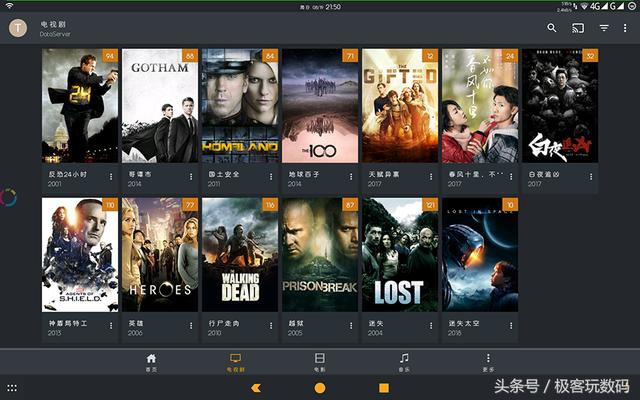 周日 08/19 21:50
4G G
T
电视剧
DataServer
94
24
反恐24小时
2001
GOTHAM
哥谭市
2014
84
HOMELAND
国土安全
2011
71
THE 100
地球百子
2014
12
THE GIFTED
天赋异禀
2017
24
春风十里
不如你
春风十里，不···
2017
32
白夜追凶
白夜追凶
2017
110
AGENTS OF
S.H.I.E.L.D.
神盾局特工
2013
77
HEROES
英雄
2006
116
THE
WALKING
DEAD
行尸走肉
2010
87
PRISON BREAK
越狱
2005
121
LOST
迷失
2004
10
LOST IN SPACE
迷失太空
2018
首页
电视剧
电影
音乐
更多
头条号 / 极客玩数码